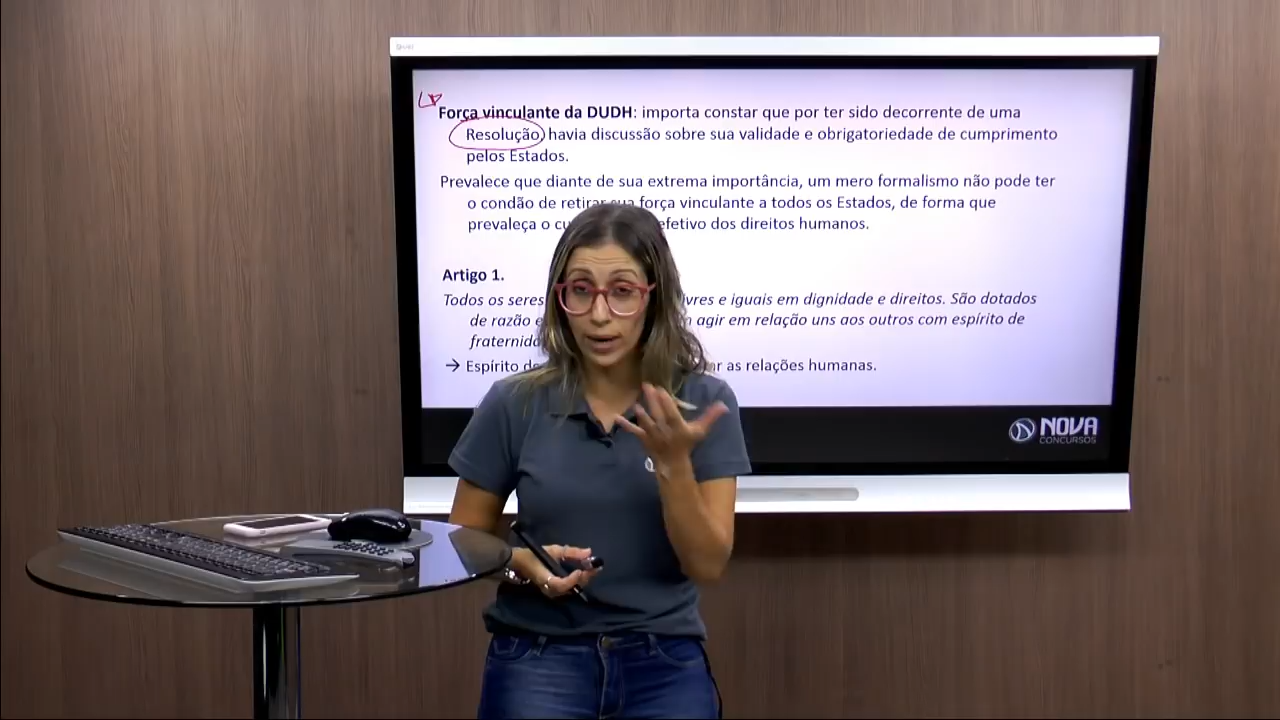 Força vinculante da DUDH: importa constar que por ter sido decorrente de uma
Resolução, havia discussão sobre sua validade e obrigatoriedade de cumprimento
pelos Estados.
Prevalece que diante de sua extrema importância, um mero formalismo não pode ter
o condão de retirar sua força vinculante a todos os Estados, de forma que
prevaleça o efetivo dos direitos humanos.
Artigo 1.
Todos os seres e iguais em dignidade e direitos. São dotados
de razão agir em relação uns aos outros com espírito de
→ Espírito as relações humanas.
NOVA
CONCURSOS